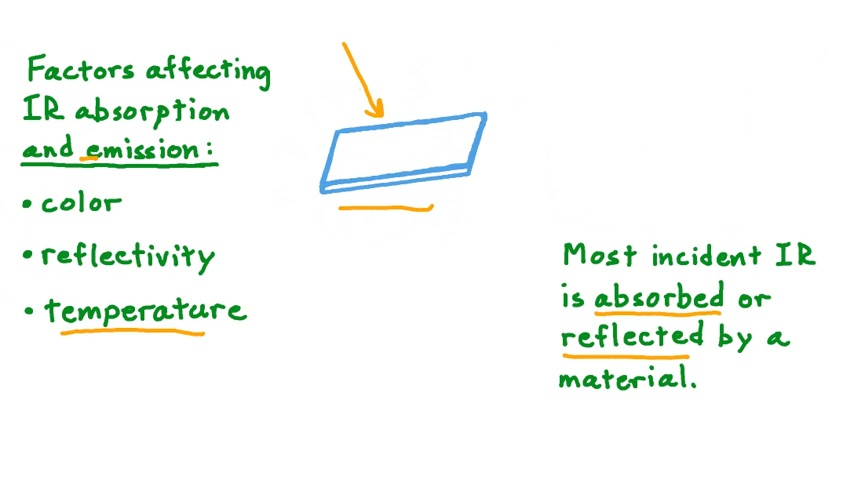 Factors affecting
IR absorption
and emission:
• color
• reflectivity
• temperature
Most incident IR
is absorbed or
reflected by a
material.